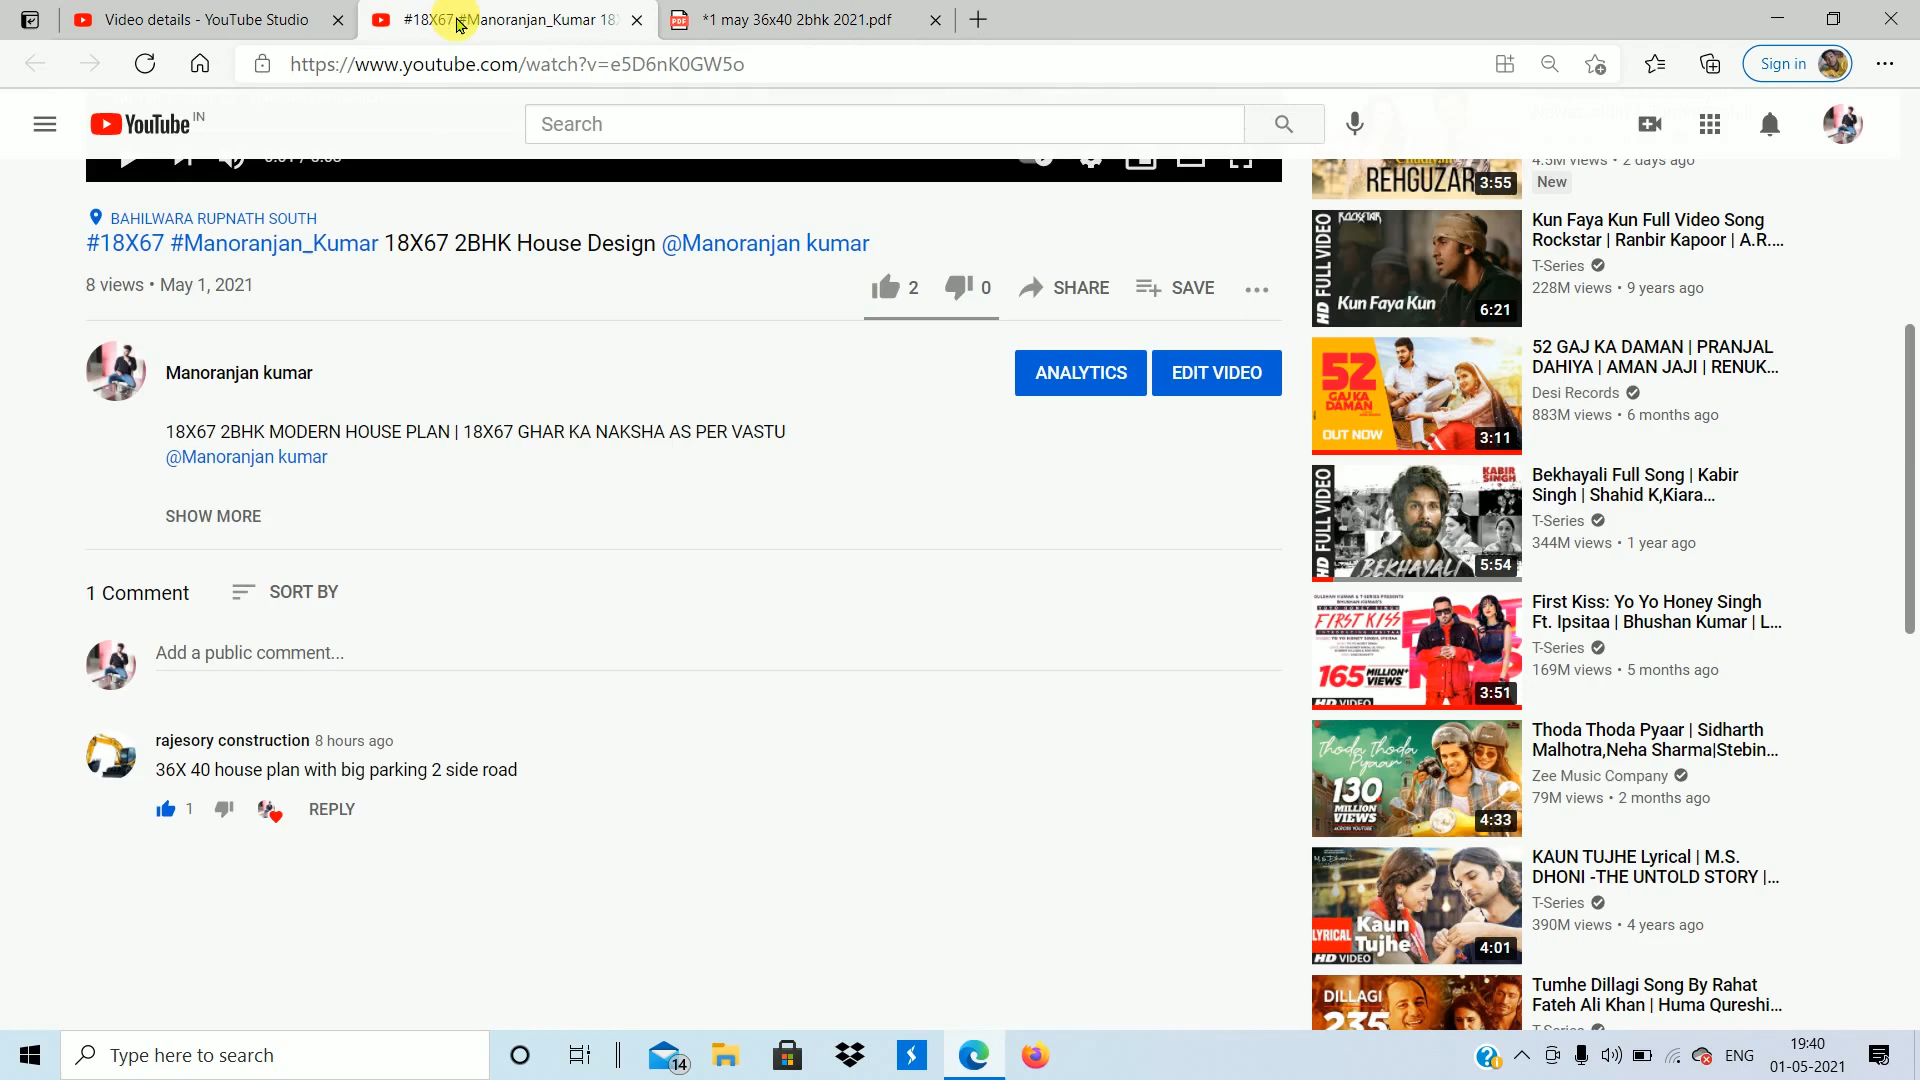 Video details - YouTube Studio
#18X67 #Manoranjan_Kumar 18
*1 may 36x40 2bhk 2021.pdf
https://www.youtube.com/watch?v=e5D6nK0GW5o
Sign in
YouTube IN
Search
BAHILWARA RUPNATH SOUTH
#18X67 #Manoranjan_Kumar 18X67 2BHK House Design @Manoranjan kumar
8 views • May 1, 2021
2
0
SHARE
SAVE
Manoranjan kumar
ANALYTICS
EDIT VIDEO
18X67 2BHK MODERN HOUSE PLAN | 18X67 GHAR KA NAKSHA AS PER VASTU
@Manoranjan kumar
SHOW MORE
1 Comment
SORT BY
Add a public comment...
rajesory construction 8 hours ago
36X 40 house plan with big parking 2 side road
1
REPLY
4.5M views • 2 days ago
New
REHGUZAR
3:55
ROCKSTAR
HD FULL VIDEO
Kun Faya Kun
6:21
Kun Faya Kun Full Video Song
Rockstar | Ranbir Kapoor | A.R....
T-Series
228M views • 9 years ago
52
GAJ KA
DAMAN
OUT NOW
3:11
52 GAJ KA DAMAN | PRANJAL
DAHIYA | AMAN JAJI | RENUK...
Desi Records
883M views • 6 months ago
KABIR
SINGH
HD FULL VIDEO
BEKHAYALI
5:54
Bekhayali Full Song | Kabir
Singh | Shahid K,Kiara...
T-Series
344M views • 1 year ago
FIRST KISS
165 MILLION+
VIEWS
HD VIDEO
3:51
First Kiss: Yo Yo Honey Singh
Ft. Ipsitaa | Bhushan Kumar | L...
T-Series
169M views • 5 months ago
Thoda Thoda
Pyaar
130
MILLION
VIEWS
4:33
Thoda Thoda Pyaar | Sidharth
Malhotra,Neha Sharma|Stebin...
Zee Music Company
79M views • 2 months ago
LYRICAL
Kaun
Tujhe
HD VIDEO
4:01
KAUN TUJHE Lyrical | M.S.
DHONI -THE UNTOLD STORY |...
T-Series
390M views • 4 years ago
DILLAGI
235
Tumhe Dillagi Song By Rahat
Fateh Ali Khan | Huma Qureshi...
Type here to search
14
ENG
19:40
01-05-2021